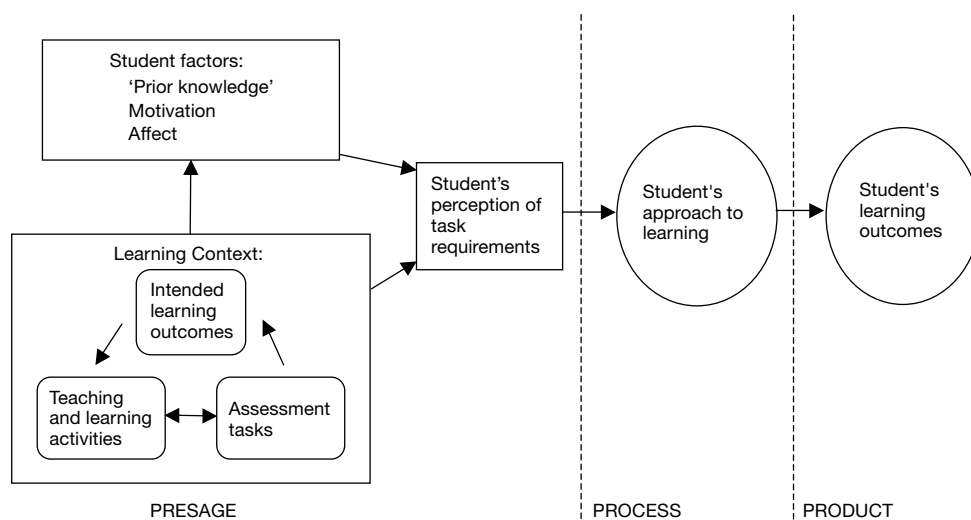 Student factors:
‘Prior knowledge’
Motivation
Affect
Student’s
perception of
task
requirements
Student's
approach to
learning
Student's
learning
outcomes
Learning Context:
Intended
learning
outcomes
Teaching
and learning
activities
Assessment
tasks
PRESAGE
PROCESS
PRODUCT